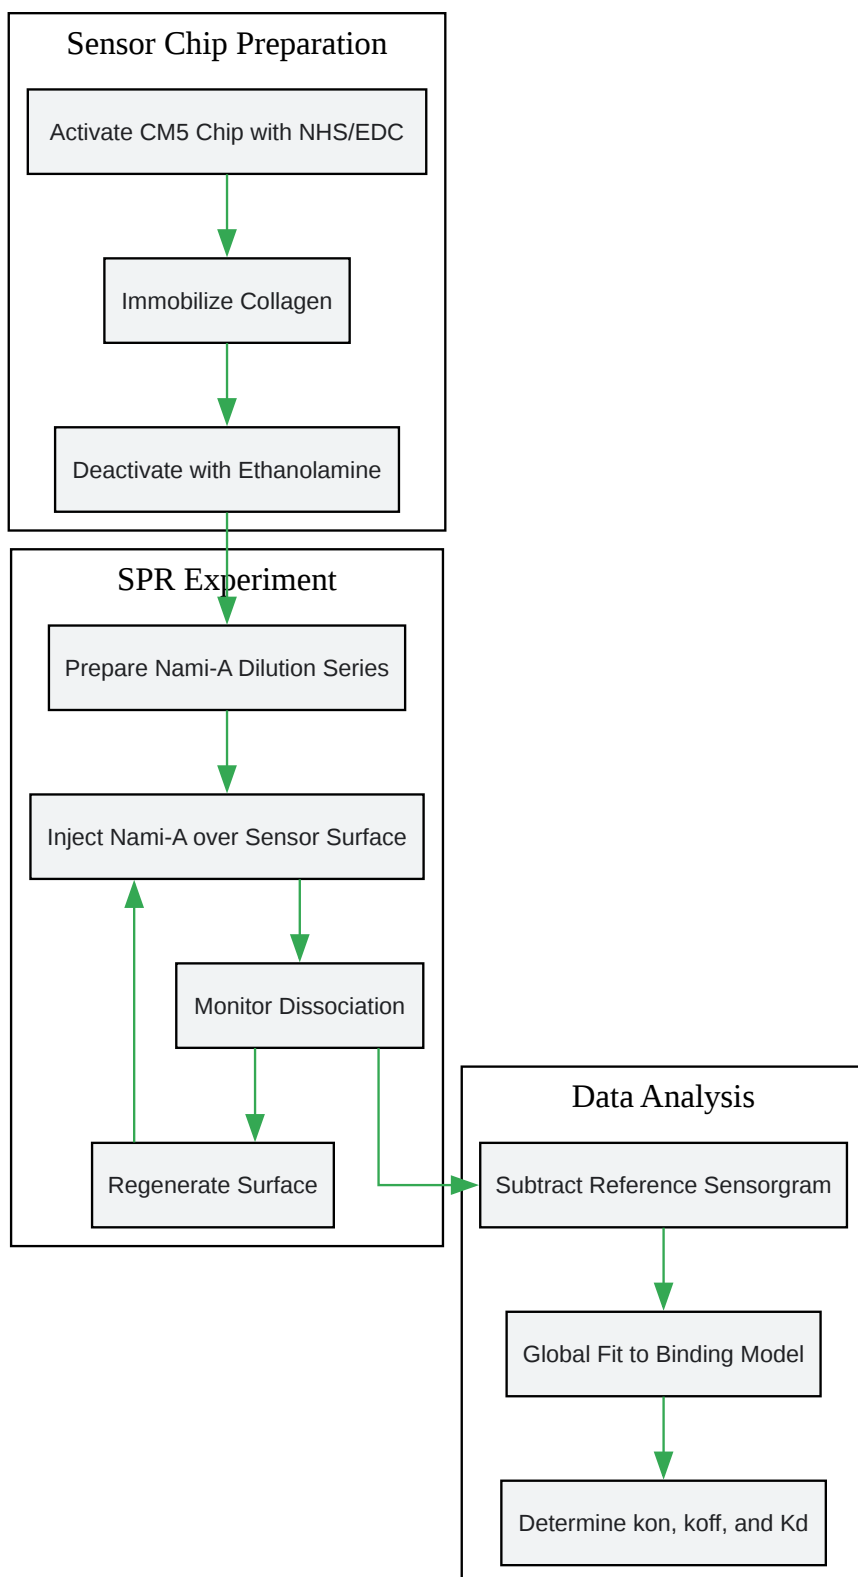 Sensor Chip Preparation
Activate CM5 Chip with NHS/EDC
Immobilize Collagen
Deactivate with Ethanolamine
SPR Experiment
Prepare Nami-A Dilution Series
Inject Nami-A over Sensor Surface
Monitor Dissociation
Regenerate Surface
Data Analysis
Subtract Reference Sensorgram
Global Fit to Binding Model
Determine kon, koff, and Kd